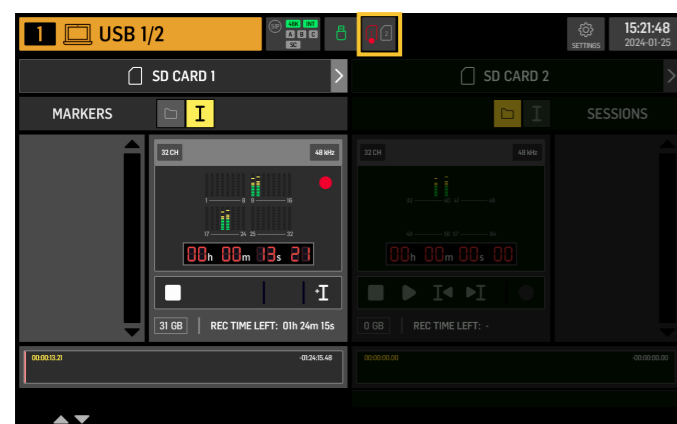 1 USB 1/2
SIP 48K INT
A B C
SC
2
SETTINGS
15:21:48
2024-01-25
SD CARD 1
SD CARD 2
MARKERS
SESSIONS
32 CH 48 kHz
32 CH 48 kHz
1 8 9 16
17 24 25 32
00h 00m 13s 21
00h 00m 00s 00
31 GB REC TIME LEFT: 01h 24m 15s
0 GB REC TIME LEFT: -
00:00:13.21 -01:24:15.48
00:00:00.00 -00:00:00.00